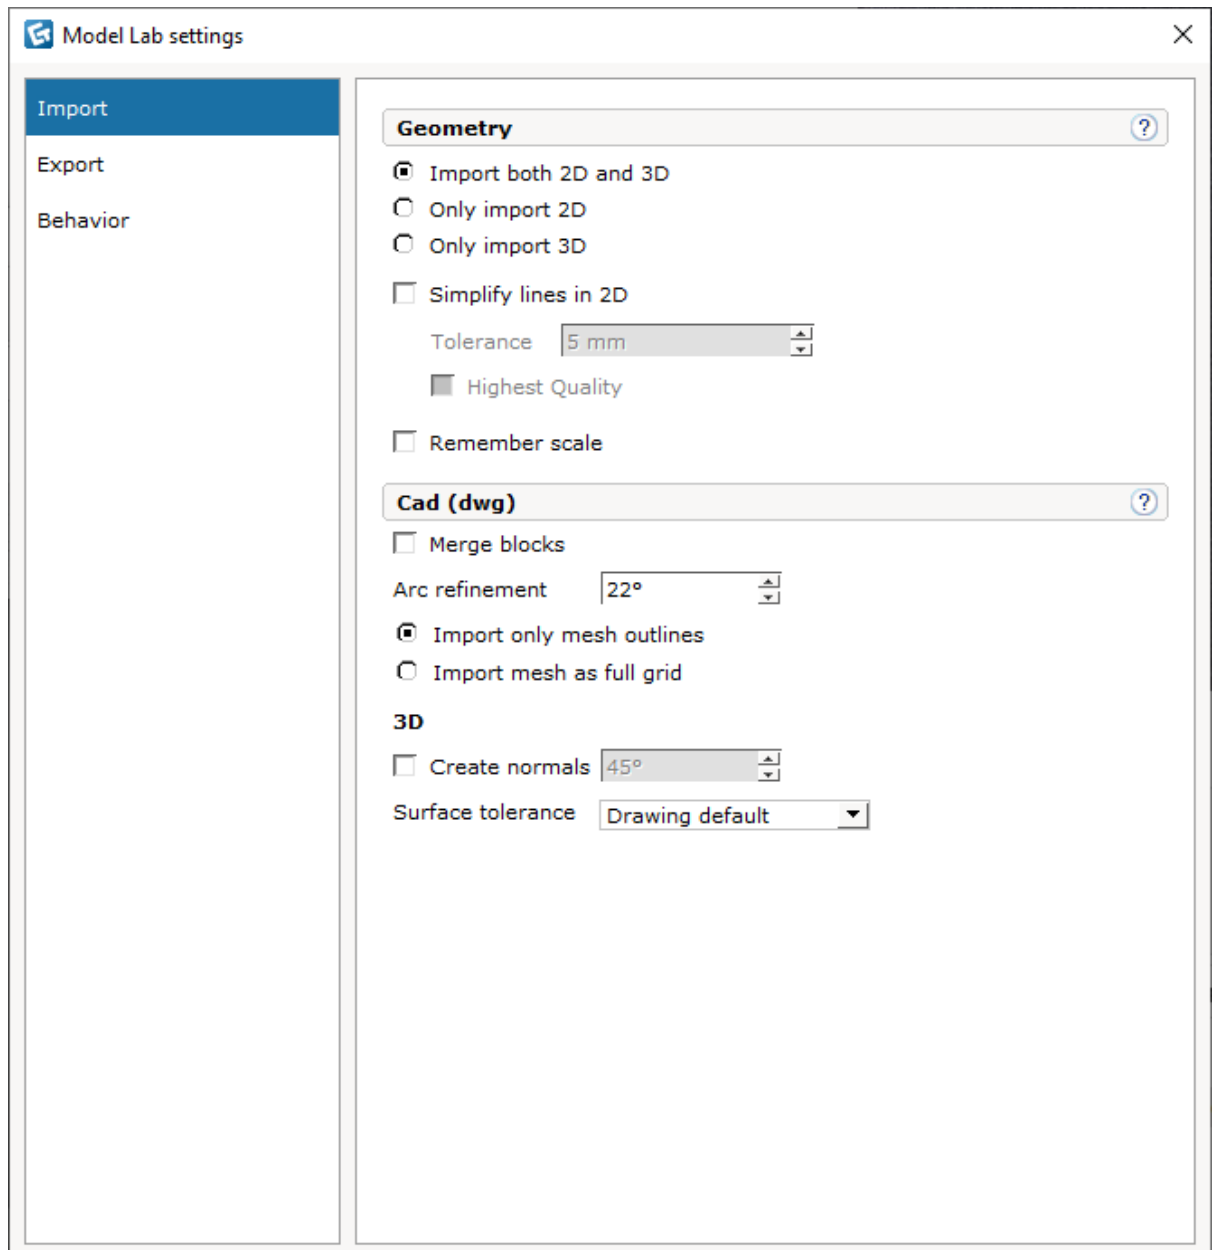 Model Lab settings
Import
Export
Behavior
Geometry
?
Import both 2D and 3D
Only import 2D
Only import 3D
Simplify lines in 2D
Tolerance 5 mm
Highest Quality
Remember scale
Cad (dwg)
?
Merge blocks
Arc refinement 22°
Import only mesh outlines
Import mesh as full grid
3D
Create normals 45°
Surface tolerance Drawing default